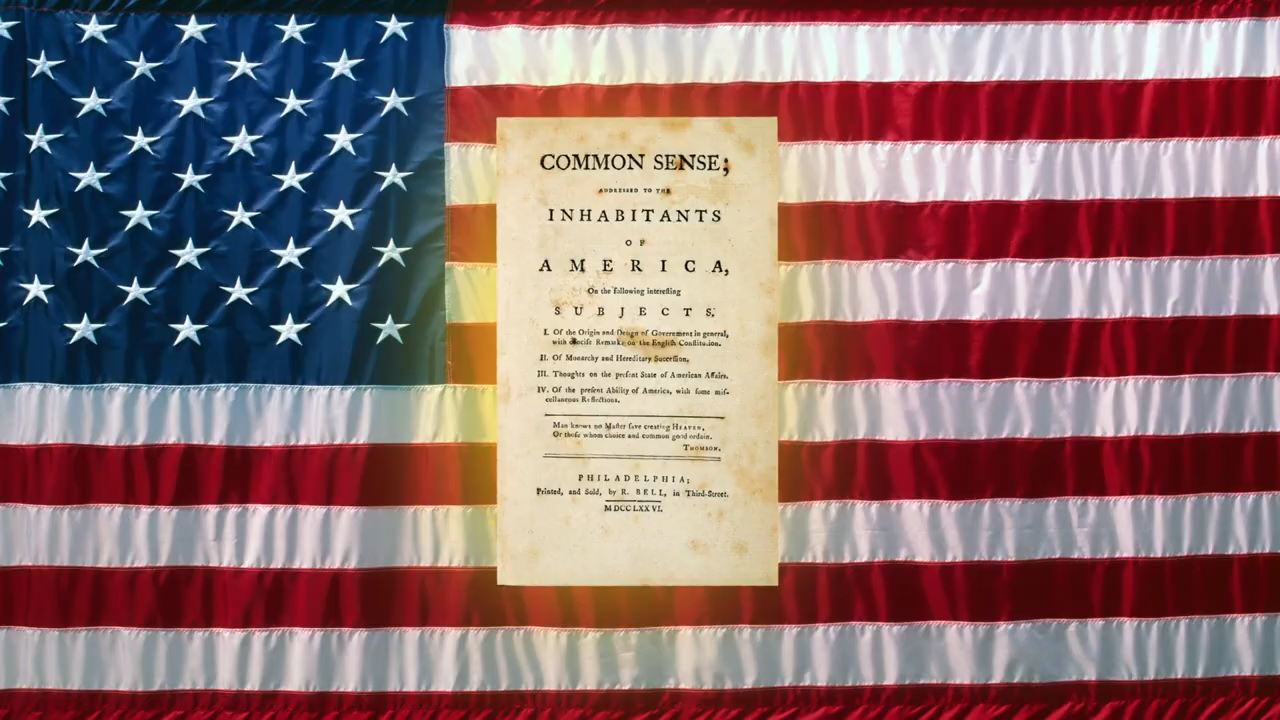 COMMON SENSE;
ADDRESSED TO THE
INHABITANTS
OF
AMERICA,
On the following interesting
SUBJECTS.
I. Of the Origin and Design of Government in general,
with concise Remarks on the English Constitution.
II. Of Monarchy and Hereditary Succession.
III. Thoughts on the present State of American Affairs.
IV. Of the present Ability of America, with some mis-
cellaneous Reflections.
Man knows no Master save creating HEAVEN,
Or those whom choice and common good ordain.
THOMSON.
PHILADELPHIA;
Printed, and Sold, by R. BELL, in Third-Street.
MDCCLXXVI.